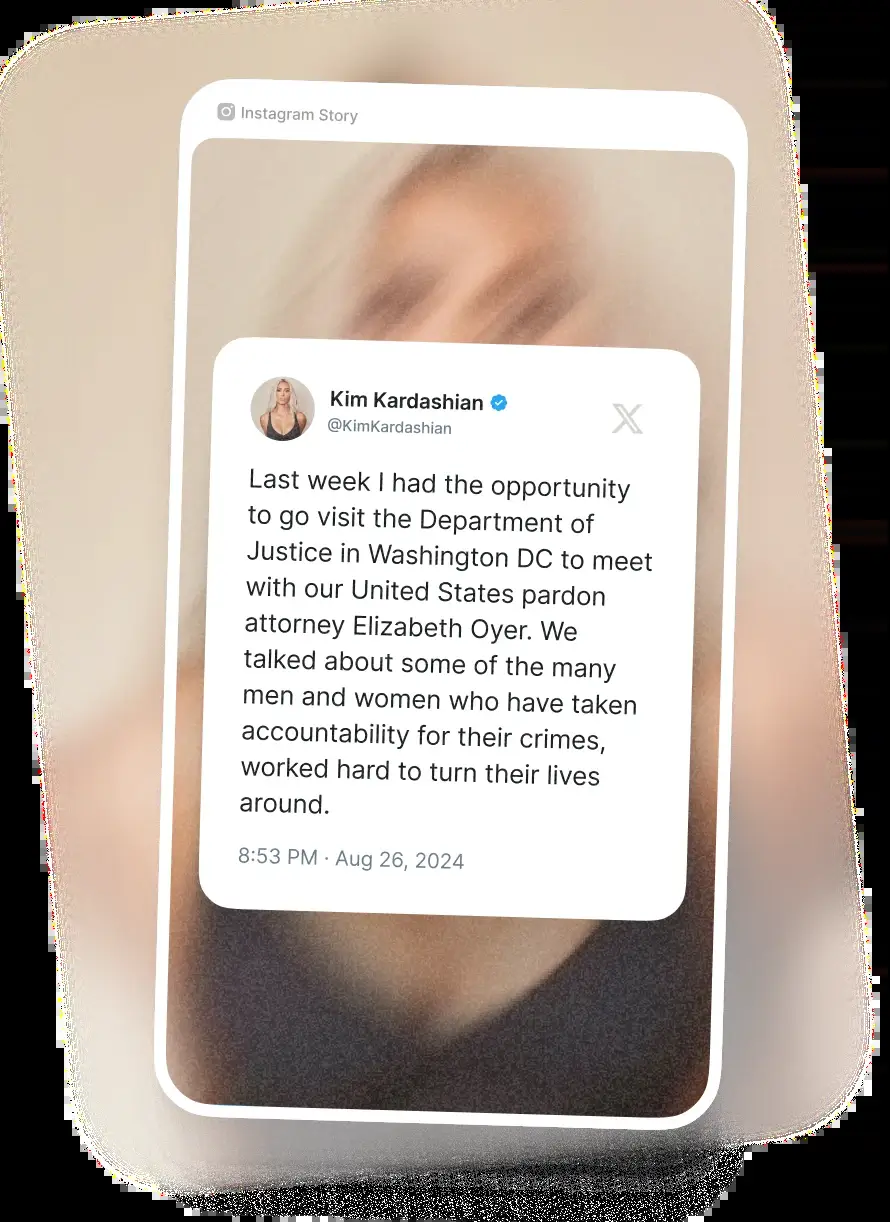 Instagram Story
Kim Kardashian
@KimKardashian
Last week I had the opportunity
to go visit the Department of
Justice in Washington DC to meet
with our United States pardon
attorney Elizabeth Oyer. We
talked about some of the many
men and women who have taken
accountability for their crimes,
worked hard to turn their lives
around.
8:53 PM · Aug 26, 2024